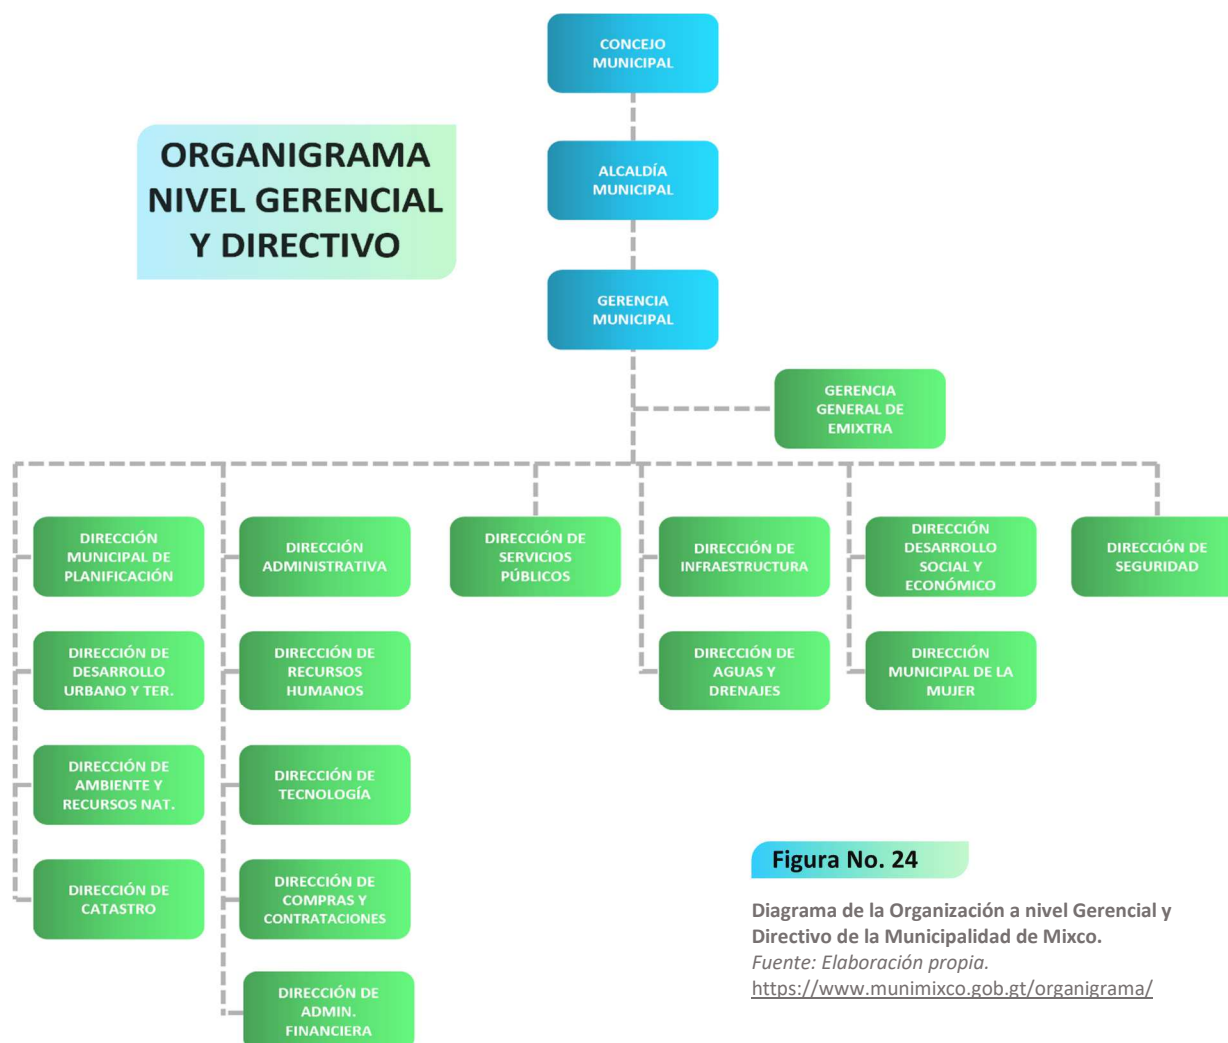 CONCEJO
MUNICIPAL
ORGANIGRAMA
NIVEL GERENCIAL
Y DIRECTIVO
ALCALDÍA
MUNICIPAL
GERENCIA
MUNICIPAL
GERENCIA
GENERAL DE
EMIXTRA
DIRECCIÓN
MUNICIPAL DE
PLANIFICACIÓN
DIRECCIÓN
ADMINISTRATIVA
DIRECCIÓN DE
SERVICIOS
PÚBLICOS
DIRECCIÓN DE
INFRAESTRUCTURA
DIRECCIÓN
DESARROLLO
SOCIAL Y
ECONÓMICO
DIRECCIÓN DE
SEGURIDAD
DIRECCIÓN DE
DESARROLLO
URBANO Y TER.
DIRECCIÓN DE
RECURSOS
HUMANOS
DIRECCIÓN DE
AGUAS Y
DRENAJES
DIRECCIÓN
MUNICIPAL DE LA
MUJER
DIRECCIÓN DE
AMBIENTE Y
RECURSOS NAT.
DIRECCIÓN DE
TECNOLOGÍA
DIRECCIÓN DE
CATASTRO
DIRECCIÓN DE
COMPRAS Y
CONTRATACIONES
DIRECCIÓN DE
ADMIN.
FINANCIERA
Figura No. 24
Diagrama de la Organización a nivel Gerencial y
Directivo de la Municipalidad de Mixco.
Fuente: Elaboración propia.
https://www.munimixco.gob.gt/organigrama/